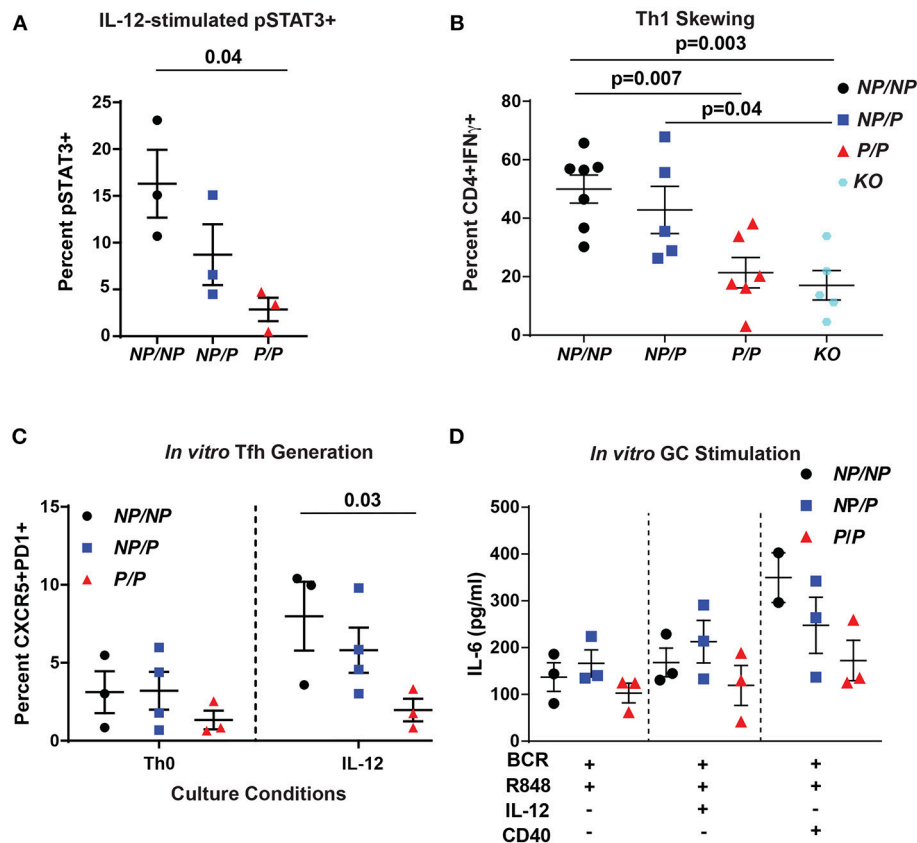 A
IL-12-stimulated pSTAT3+
0.04
Percent pSTAT3+
25
20
15
10
5
0
NP/NP NP/P P/P
B
Th1 Skewing
p=0.003
p=0.007
p=0.04
NP/NP
NP/P
P/P
KO
Percent CD4+IFNγ+
80
60
40
20
0
NP/NP NP/P P/P KO
C
In vitro Tfh Generation
NP/NP
NP/P
P/P
0.03
Percent CXCR5+PD1+
15
10
5
0
Th0 IL-12
Culture Conditions
D
In vitro GC Stimulation
NP/NP
NP/P
P/P
IL-6 (pg/ml)
500
400
300
200
100
0
BCR + + +
R848 + + +
IL-12 - + -
CD40 - - +